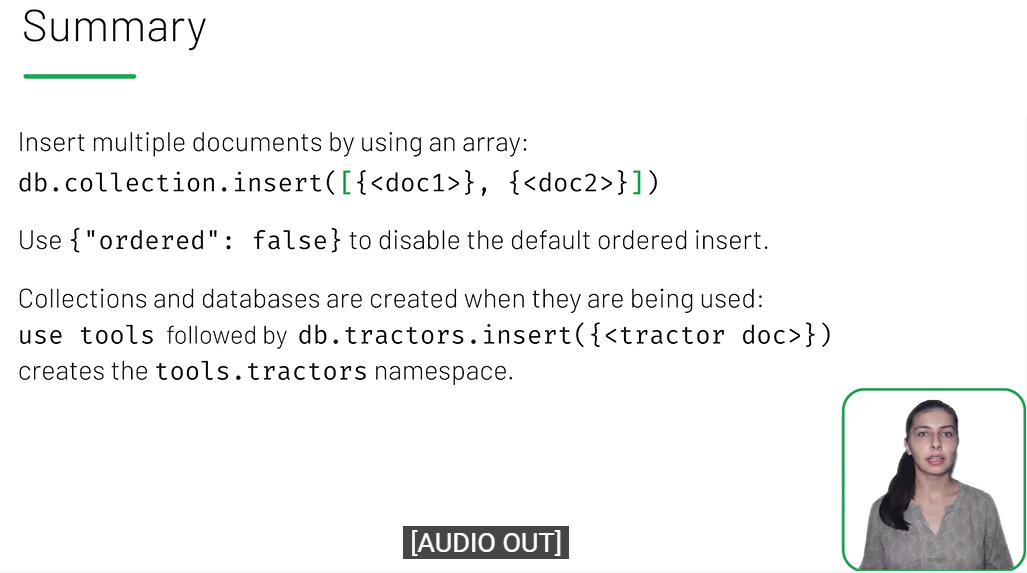 Summary
Insert multiple documents by using an array:
db.collection.insert([{<doc1>}, {<doc2>}])
Use {"ordered": false} to disable the default ordered insert.
Collections and databases are created when they are being used:
use tools followed by db.tractors.insert({<tractor doc>})
creates the tools.tractors namespace.
[AUDIO OUT]